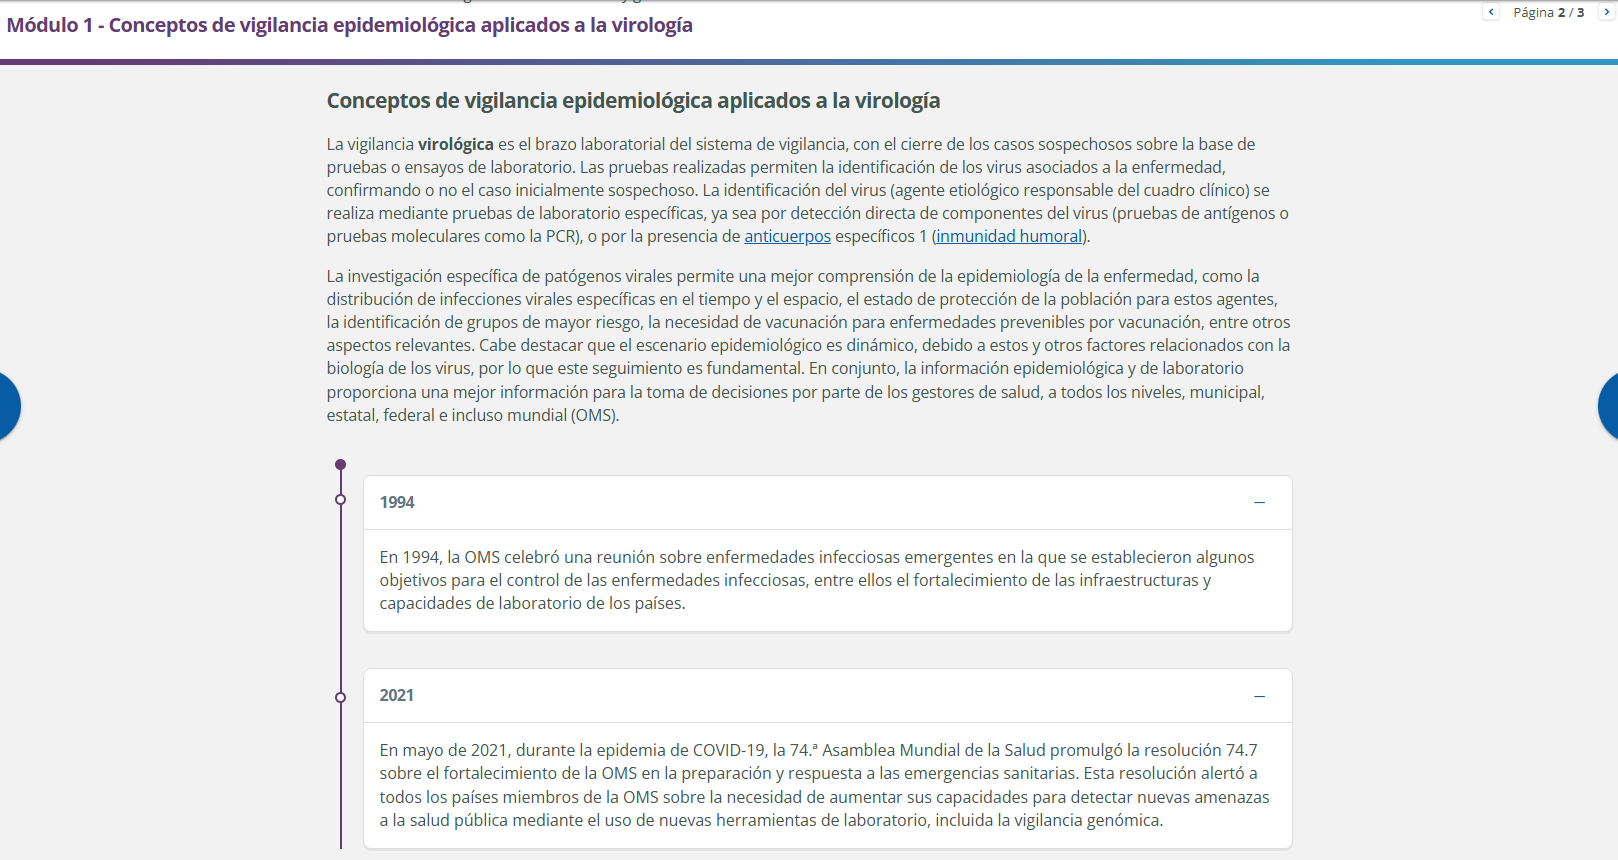 Módulo 1 - Conceptos de vigilancia epidemiológica aplicados a la virología
Página 2 / 3
Conceptos de vigilancia epidemiológica aplicados a la virología
La vigilancia virológica es el brazo laboratorial del sistema de vigilancia, con el cierre de los casos sospechosos sobre la base de
pruebas o ensayos de laboratorio. Las pruebas realizadas permiten la identificación de los virus asociados a la enfermedad,
confirmando o no el caso inicialmente sospechoso. La identificación del virus (agente etiológico responsable del cuadro clínico) se
realiza mediante pruebas de laboratorio específicas, ya sea por detección directa de componentes del virus (pruebas de antígenos o
pruebas moleculares como la PCR), o por la presencia de anticuerpos específicos 1 (inmunidad humoral).
La investigación específica de patógenos virales permite una mejor comprensión de la epidemiología de la enfermedad, como la
distribución de infecciones virales específicas en el tiempo y el espacio, el estado de protección de la población para estos agentes,
la identificación de grupos de mayor riesgo, la necesidad de vacunación para enfermedades prevenibles por vacunación, entre otros
aspectos relevantes. Cabe destacar que el escenario epidemiológico es dinámico, debido a estos y otros factores relacionados con la
biología de los virus, por lo que este seguimiento es fundamental. En conjunto, la información epidemiológica y de laboratorio
proporciona una mejor información para la toma de decisiones por parte de los gestores de salud, a todos los niveles, municipal,
estatal, federal e incluso mundial (OMS).
1994
En 1994, la OMS celebró una reunión sobre enfermedades infecciosas emergentes en la que se establecieron algunos
objetivos para el control de las enfermedades infecciosas, entre ellos el fortalecimiento de las infraestructuras y
capacidades de laboratorio de los países.
2021
En mayo de 2021, durante la epidemia de COVID-19, la 74.ª Asamblea Mundial de la Salud promulgó la resolución 74.7
sobre el fortalecimiento de la OMS en la preparación y respuesta a las emergencias sanitarias. Esta resolución alertó a
todos los países miembros de la OMS sobre la necesidad de aumentar sus capacidades para detectar nuevas amenazas
a la salud pública mediante el uso de nuevas herramientas de laboratorio, incluida la vigilancia genómica.